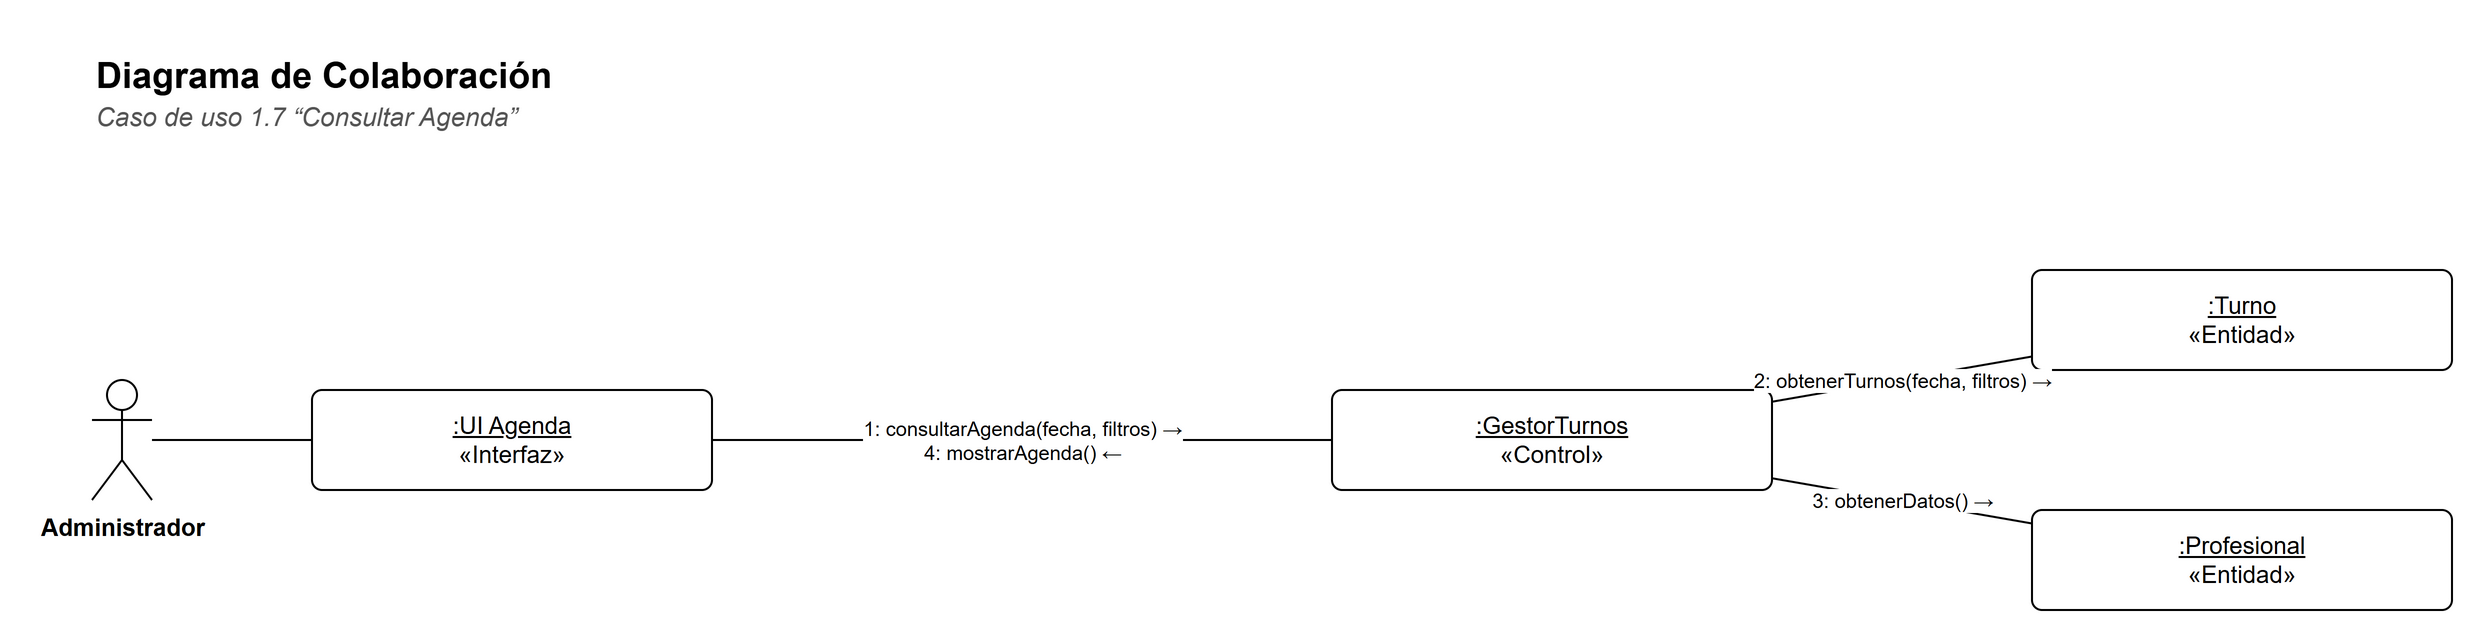 Diagrama de Colaboración
Caso de uso 1.7 “Consultar Agenda”
Administrador
:UI Agenda
«Interfaz»
1: consultarAgenda(fecha, filtros) →
4: mostrarAgenda() ←
:GestorTurnos
«Control»
2: obtenerTurnos(fecha, filtros) →
3: obtenerDatos() →
:Turno
«Entidad»
:Profesional
«Entidad»